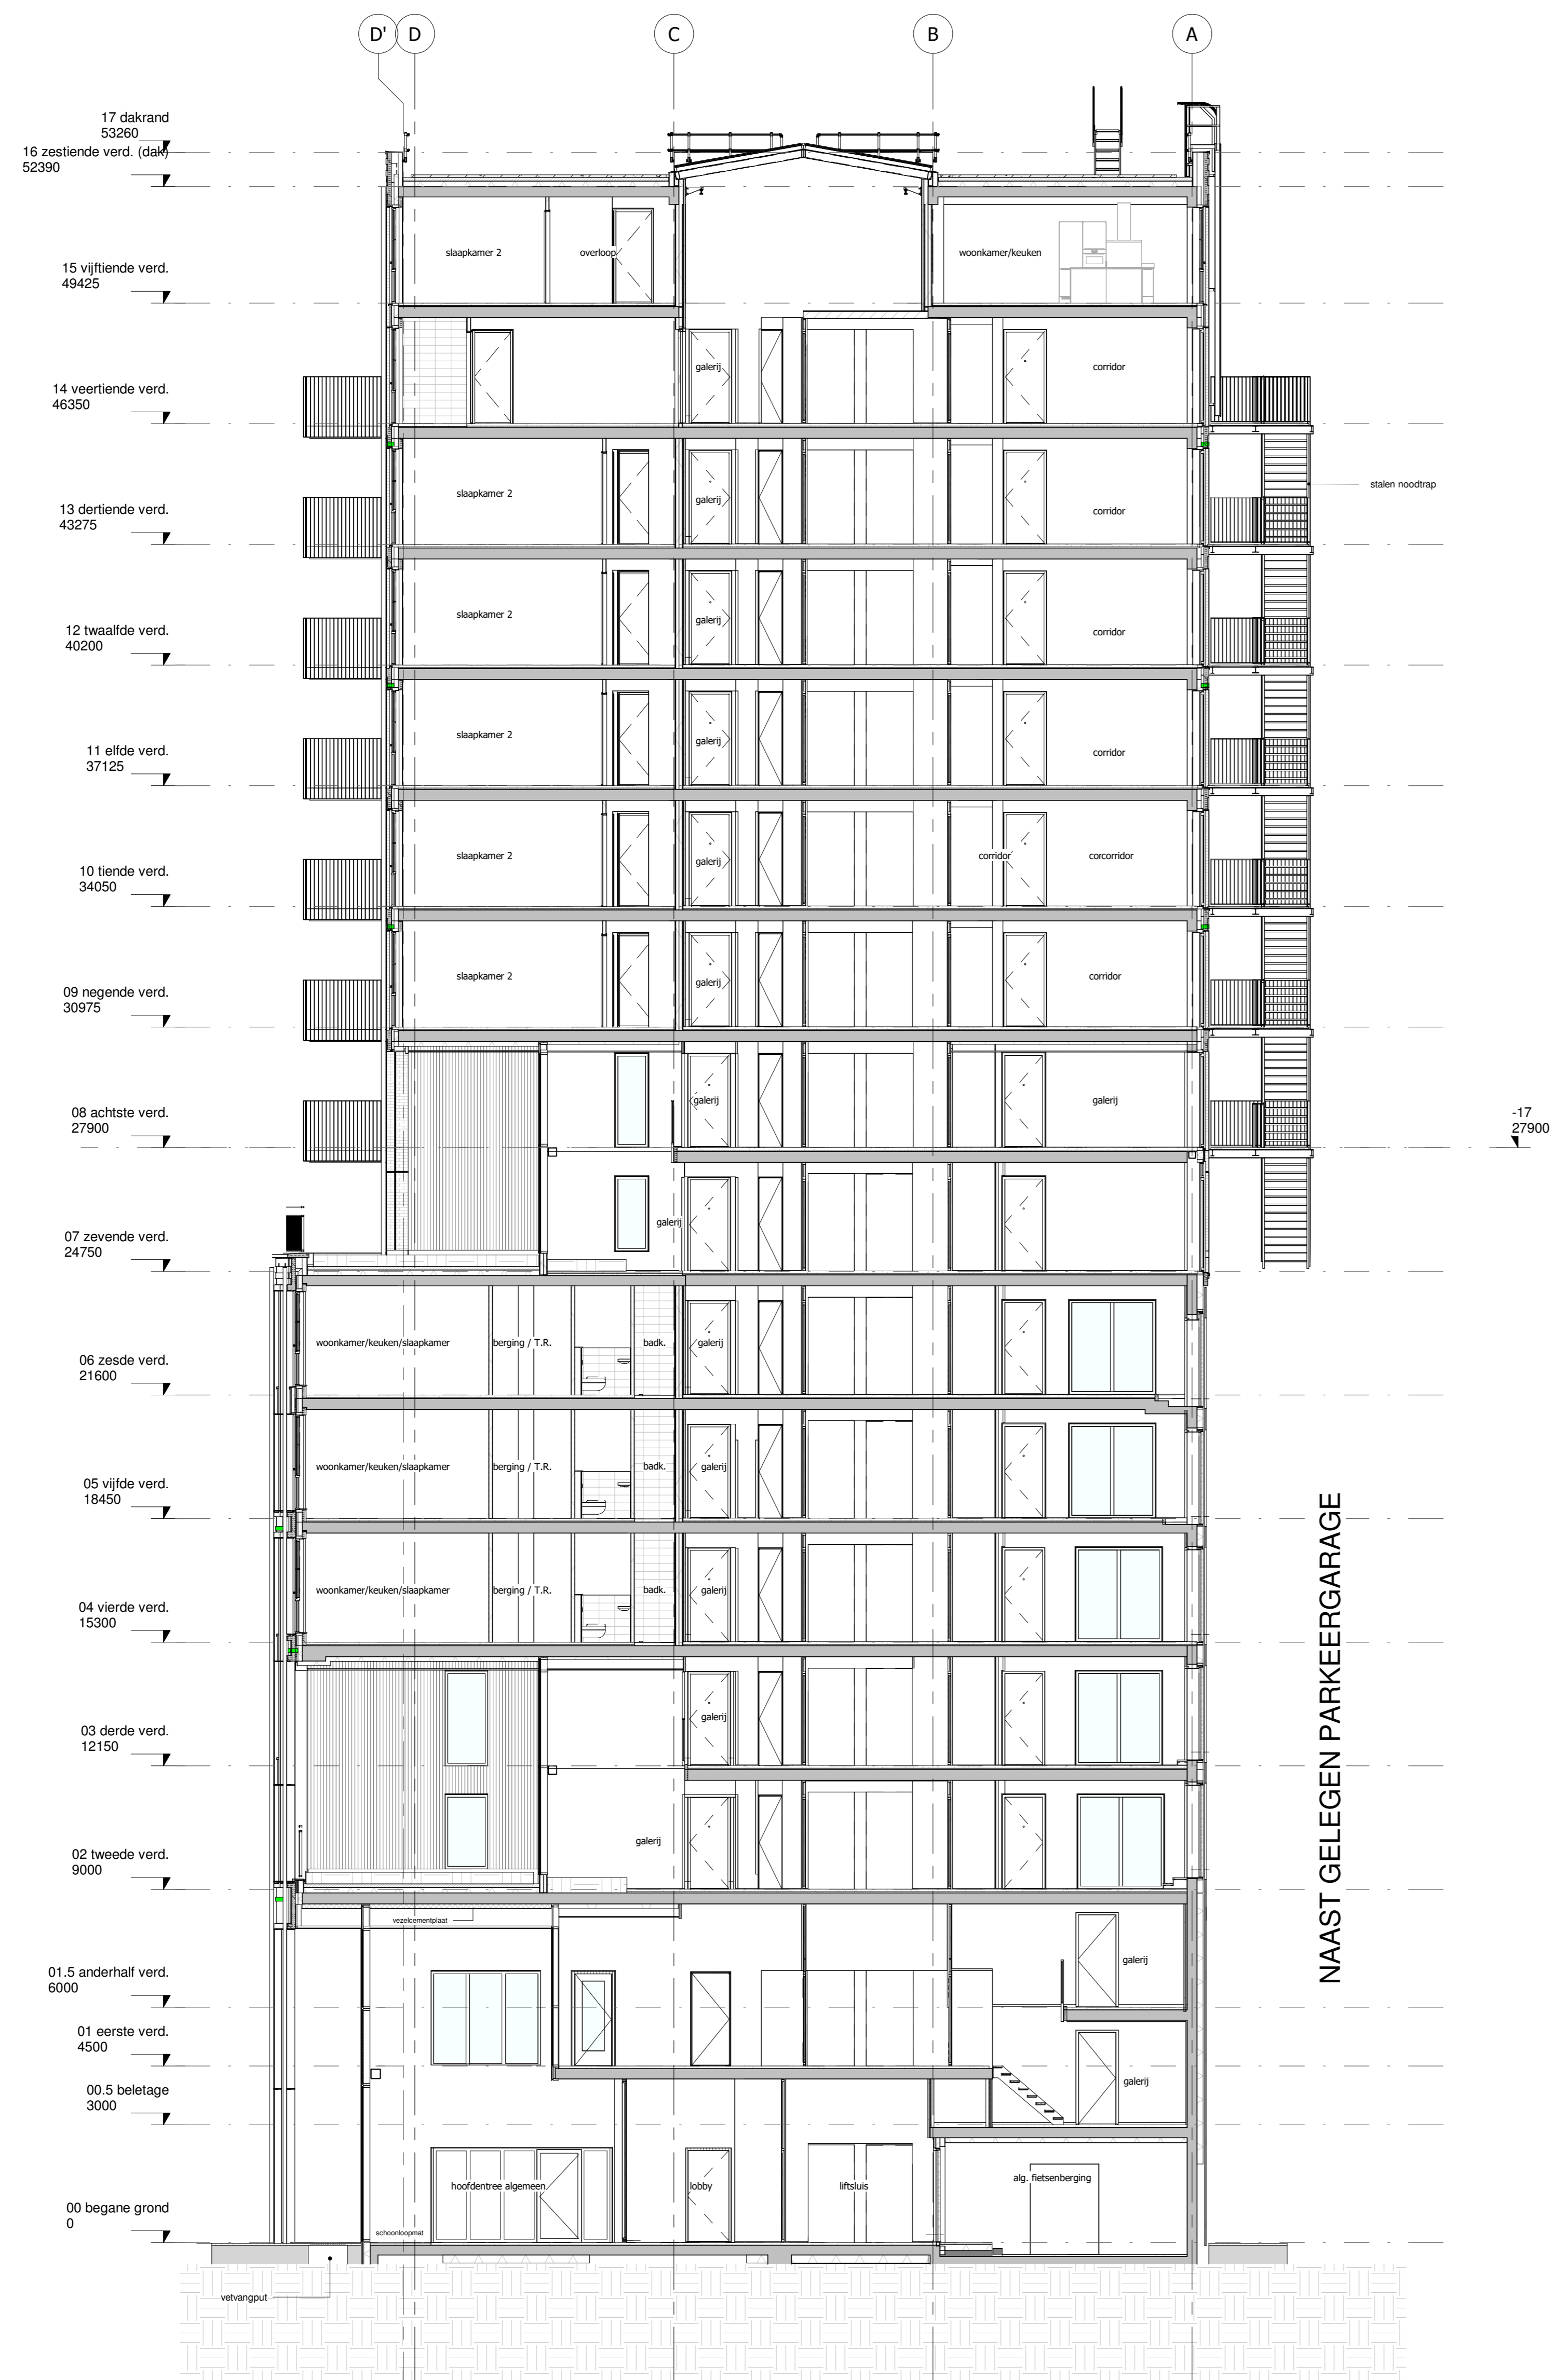 D' D C B A
17 dakrand
53260
16 zestiende verd. (dak)
52390
slaapkamer 2 overloop woonkamer/keuken
15 vijftiende verd.
49425
galerij corridor
14 veertiende verd.
46350
stalen noodtrap
slaapkamer 2 galerij corridor
13 dertiende verd.
43275
slaapkamer 2 galerij corridor
12 twaalfde verd.
40200
slaapkamer 2 galerij corridor
11 elfde verd.
37125
slaapkamer 2 galerij corridor corcorridor
10 tiende verd.
34050
slaapkamer 2 galerij corridor
09 negende verd.
30975
galerij galerij
08 achtste verd.
27900
-17
27900
galerij
07 zevende verd.
24750
woonkamer/keuken/slaapkamer berging / T.R. badk. galerij
06 zesde verd.
21600
woonkamer/keuken/slaapkamer berging / T.R. badk. galerij
05 vijfde verd.
18450
woonkamer/keuken/slaapkamer berging / T.R. badk. galerij
04 vierde verd.
15300
galerij
03 derde verd.
12150
galerij
02 tweede verd.
9000
NAAST GELEGEN PARKEERGARAGE
vezelcementplaat
galerij
01.5 anderhalf verd.
6000
01 eerste verd.
4500
galerij
00.5 beletage
3000
hoofdentree algemeen lobby liftsluis alg. fietsenberging
00 begane grond
0
schoonloopmat
vetvangput